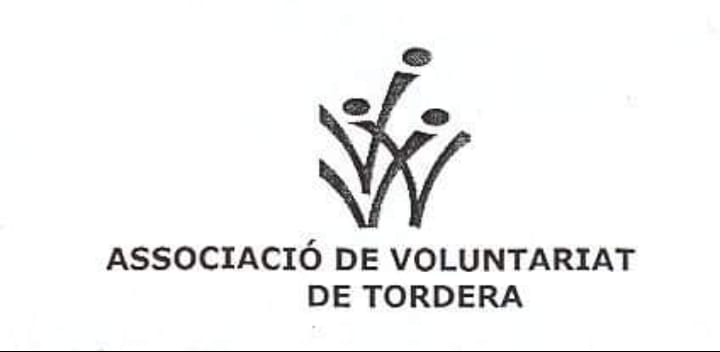 ASSOCIACIÓ DE VOLUNTARIAT
DE TORDERA